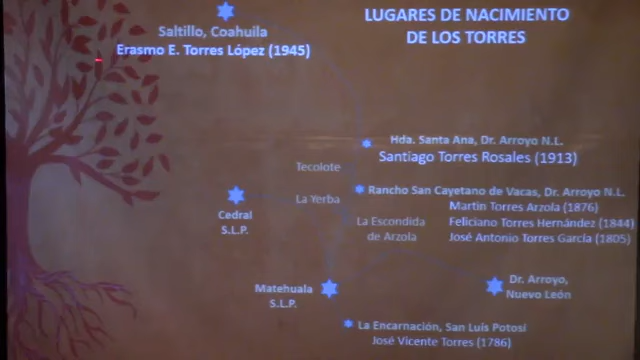 LUGARES DE NACIMIENTO
DE LOS TORRES
Saltillo, Coahuila
Erasmo E. Torres López (1945)
Hda. Santa Ana, Dr. Arroyo N.L.
Santiago Torres Rosales (1913)
Tecolote
La Yerba
Rancho San Cayetano de Vacas, Dr. Arroyo N.L.
Martin Torres Arzola (1876)
Feliciano Torres Hernández (1844)
José Antonio Torres García (1805)
La Escondida
de Arzola
Cedral
S.L.P.
Matehuala
S.L.P.
Dr. Arroyo,
Nuevo León
La Encarnación, San Luis Potosí
José Vicente Torres (1786)